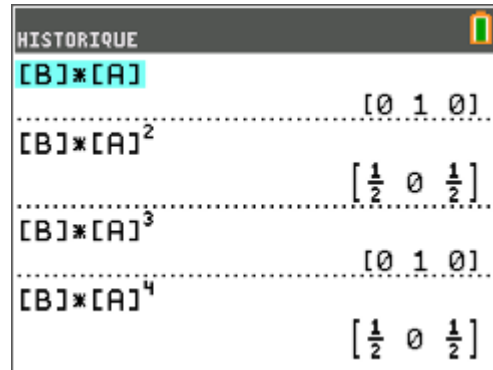 HISTORIQUE
[B]*[A]
[0 1 0]
[B]*[A]²
[1/2 0 1/2]
[B]*[A]³
[0 1 0]
[B]*[A]⁴
[1/2 0 1/2]